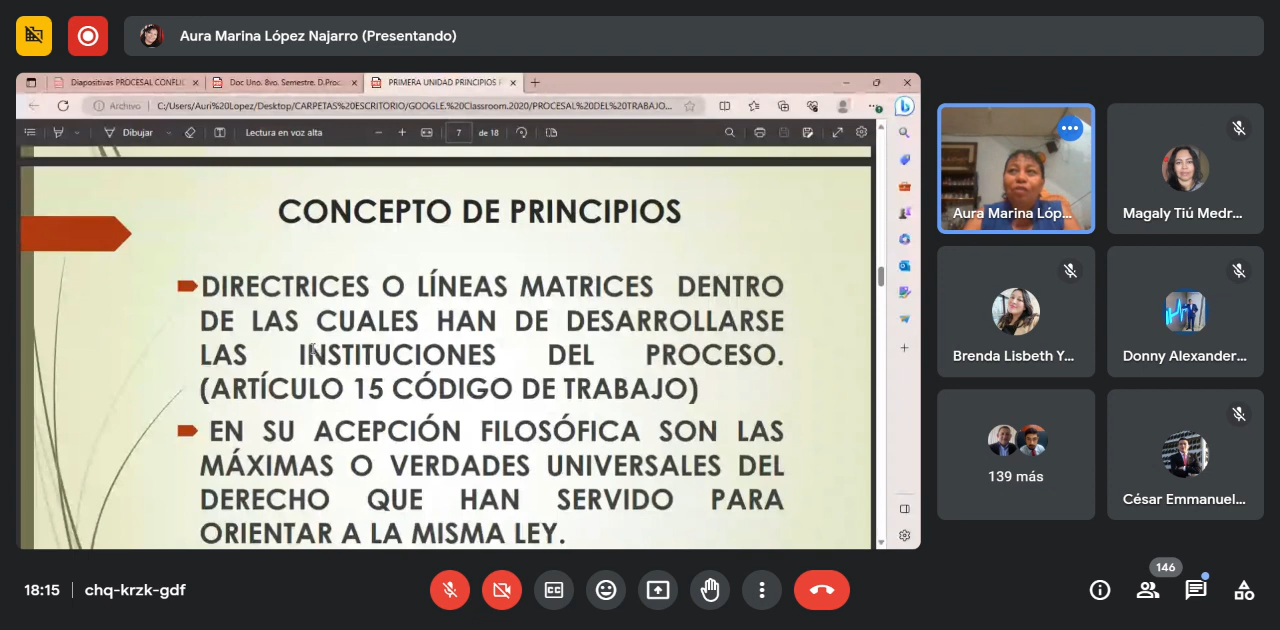 Aura Marina López Najarro (Presentando)
Diapositivas PROCESAL CONFLIC
Doc Uno. 8vo. Semestre. D.Proc
PRIMERA UNIDAD PRINCIPIOS
Archivo
C:/Users/Auri%20Lopez/Desktop/CARPETAS%20ESCRITORIO/GOOGLE.%20Classroom.2020/PROCESAL%20DEL%20TRABAJO...
Dibujar
Lectura en voz alta
7
de 18
CONCEPTO DE PRINCIPIOS
DIRECTRICES O LÍNEAS MATRICES DENTRO
DE LAS CUALES HAN DE DESARROLLARSE
LAS INSTITUCIONES DEL PROCESO.
(ARTÍCULO 15 CÓDIGO DE TRABAJO)
EN SU ACEPCIÓN FILOSÓFICA SON LAS
MÁXIMAS O VERDADES UNIVERSALES DEL
DERECHO QUE HAN SERVIDO PARA
ORIENTAR A LA MISMA LEY.
Aura Marina Lóp...
Magaly Tiú Medr...
Brenda Lisbeth Y...
Donny Alexander...
139 más
César Emmanuel...
18:15
chq-krzk-gdf
146